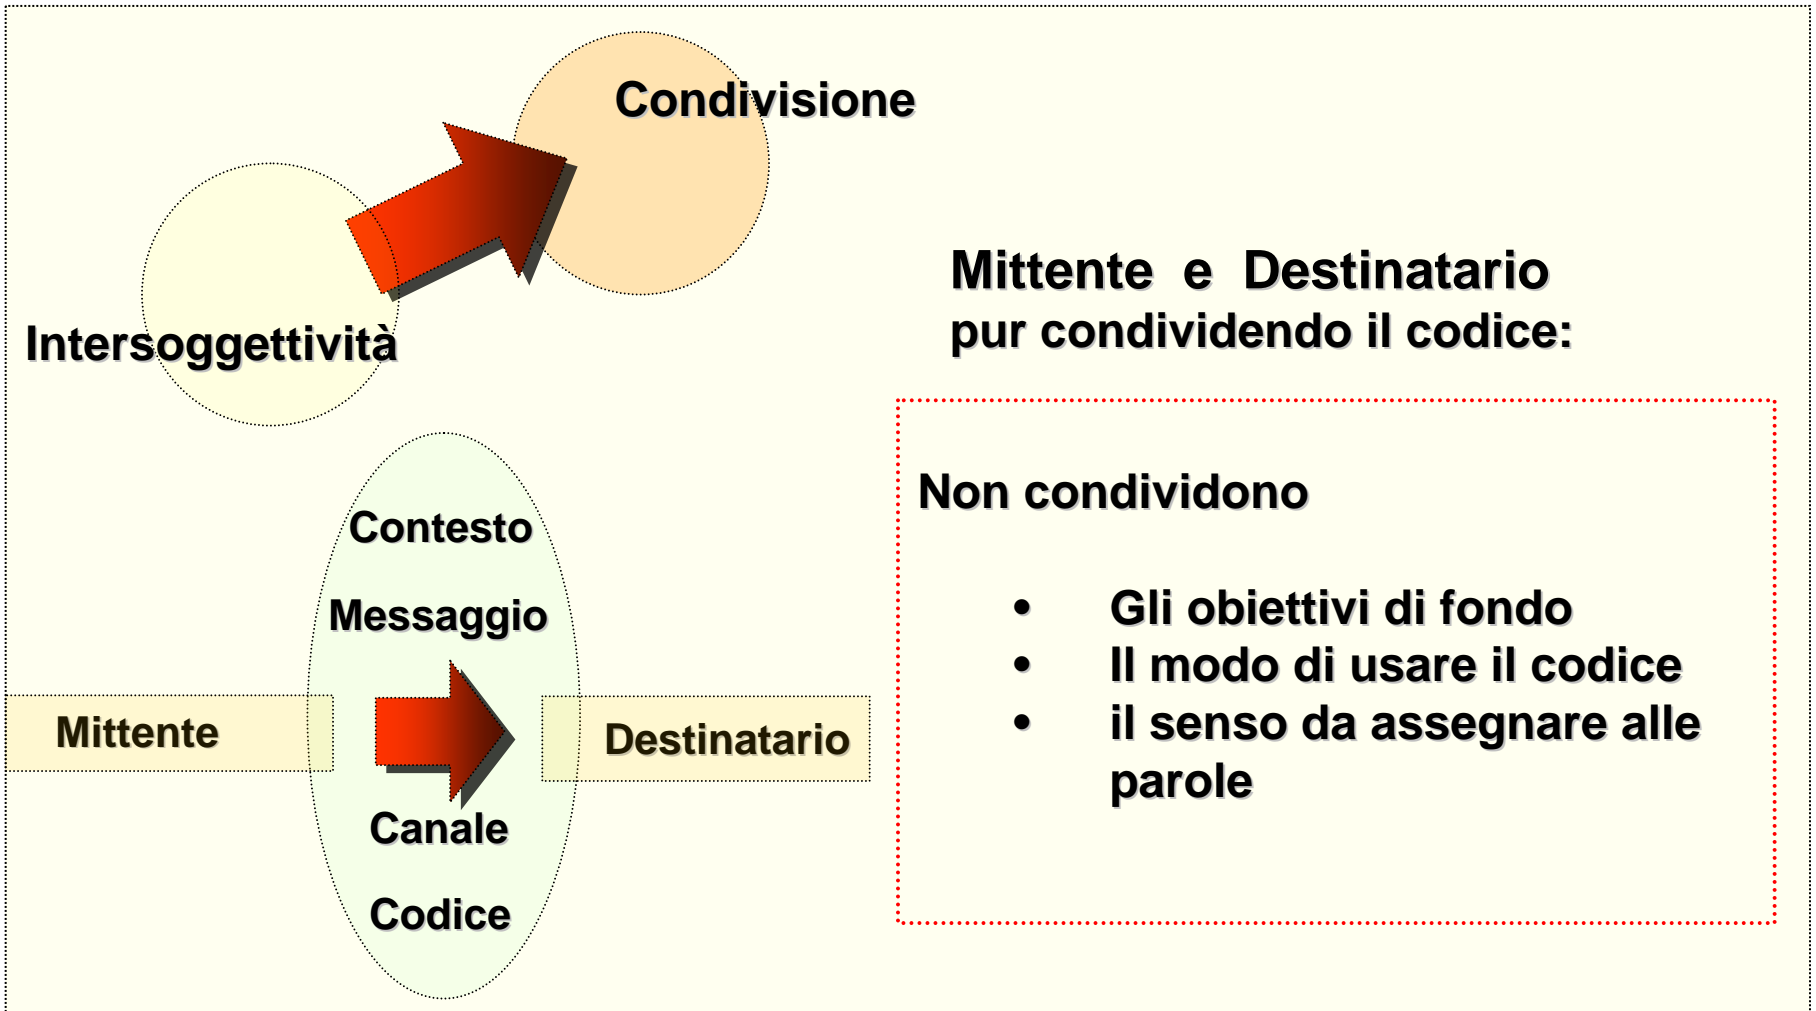 Condivisione
Intersoggettività
Contesto
Messaggio
Mittente
Destinatario
Canale
Codice
Mittente e Destinatario
pur condividendo il codice:
Non condividono
• Gli obiettivi di fondo
• Il modo di usare il codice
• il senso da assegnare alle
parole